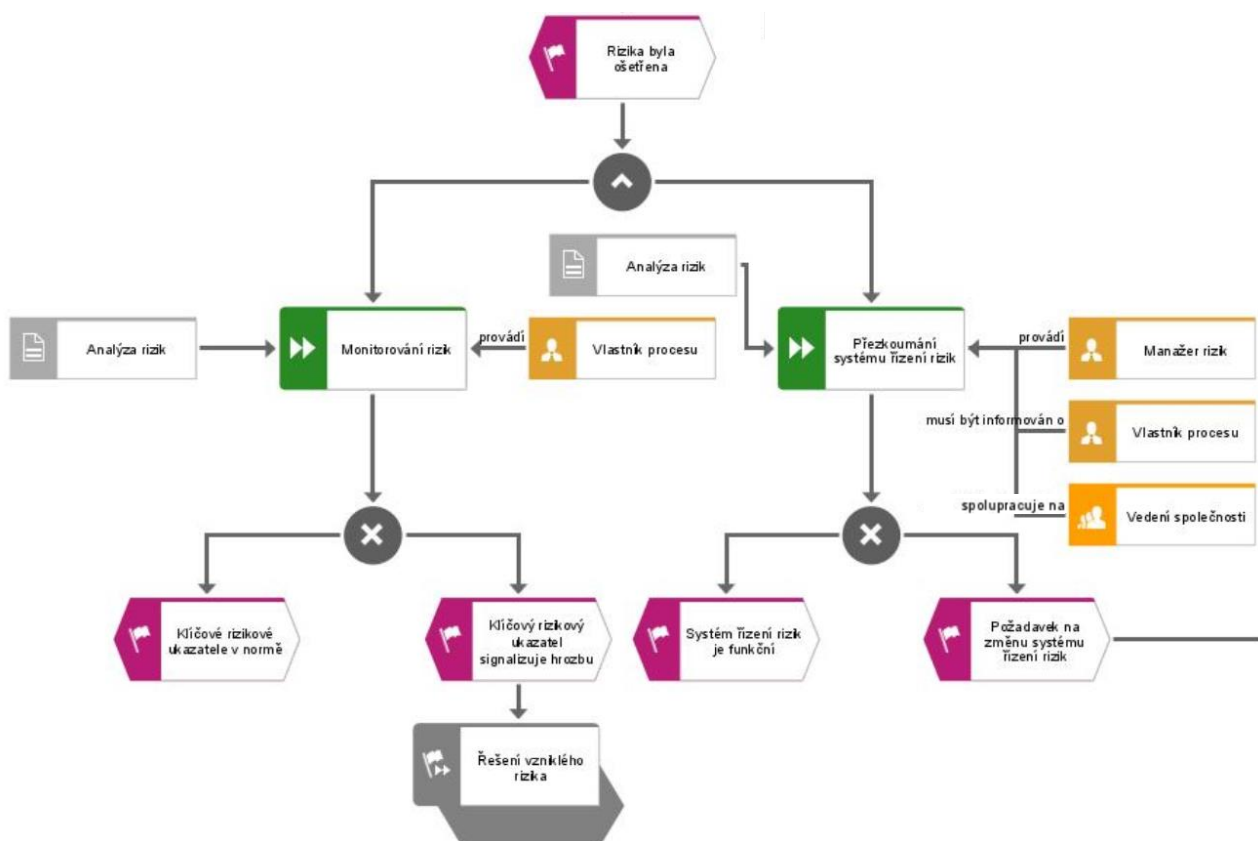 Rizika byla
ošetřena
Analýza rizik
Analýza rizik
Monitorování rizik
provádí
Vlastník procesu
Přezkoumání
systému řízení rizik
provádí
Manažer rizik
musí být informován o
Vlastník procesu
spolupracuje na
Vedení společnosti
Klíčové rizikové
ukazatele v normě
Klíčový rizikový
ukazatel
signalizuje hrozbu
Systém řízení rizik
je funkční
Požadavek na
změnu systému
řízení rizik
Řešení vzniklého
rizika